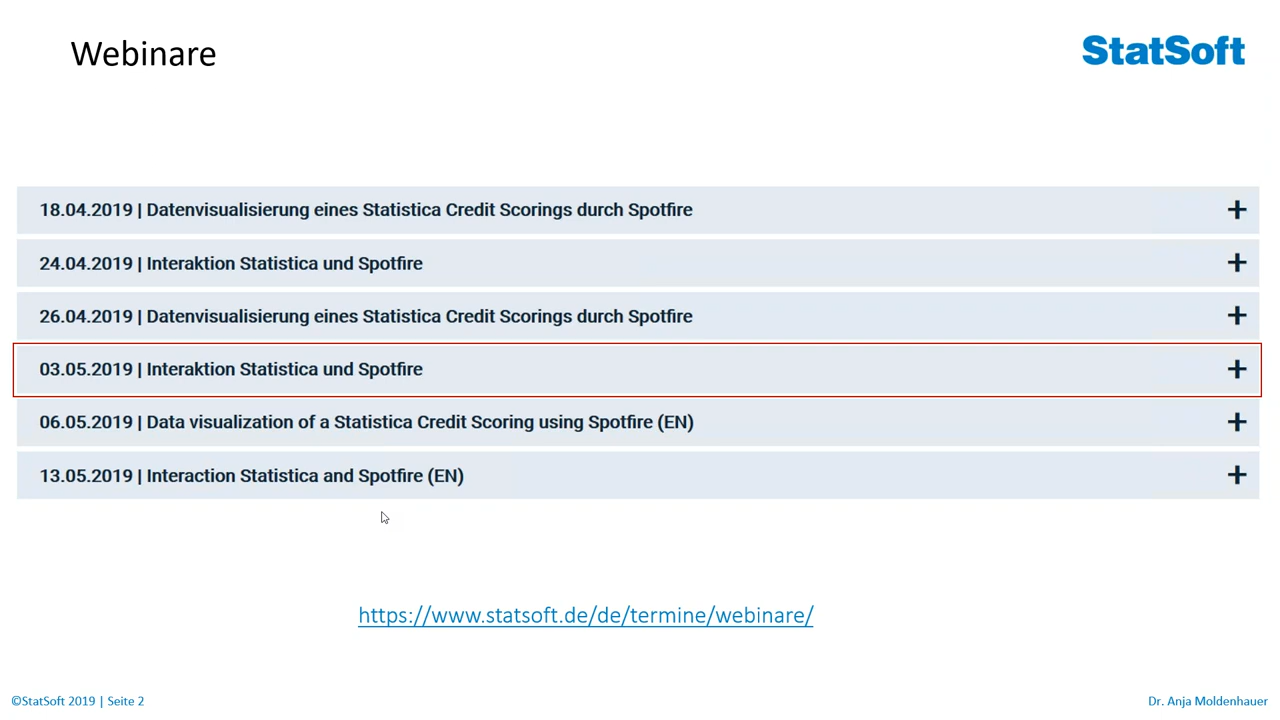 Webinare
StatSoft
18.04.2019 | Datenvisualisierung eines Statistica Credit Scorings durch Spotfire
24.04.2019 | Interaktion Statistica und Spotfire
26.04.2019 | Datenvisualisierung eines Statistica Credit Scorings durch Spotfire
03.05.2019 | Interaktion Statistica und Spotfire
06.05.2019 | Data visualization of a Statistica Credit Scoring using Spotfire (EN)
13.05.2019 | Interaction Statistica and Spotfire (EN)
https://www.statsoft.de/de/termine/webinare/
©StatSoft 2019 | Seite 2
Dr. Anja Moldenhauer